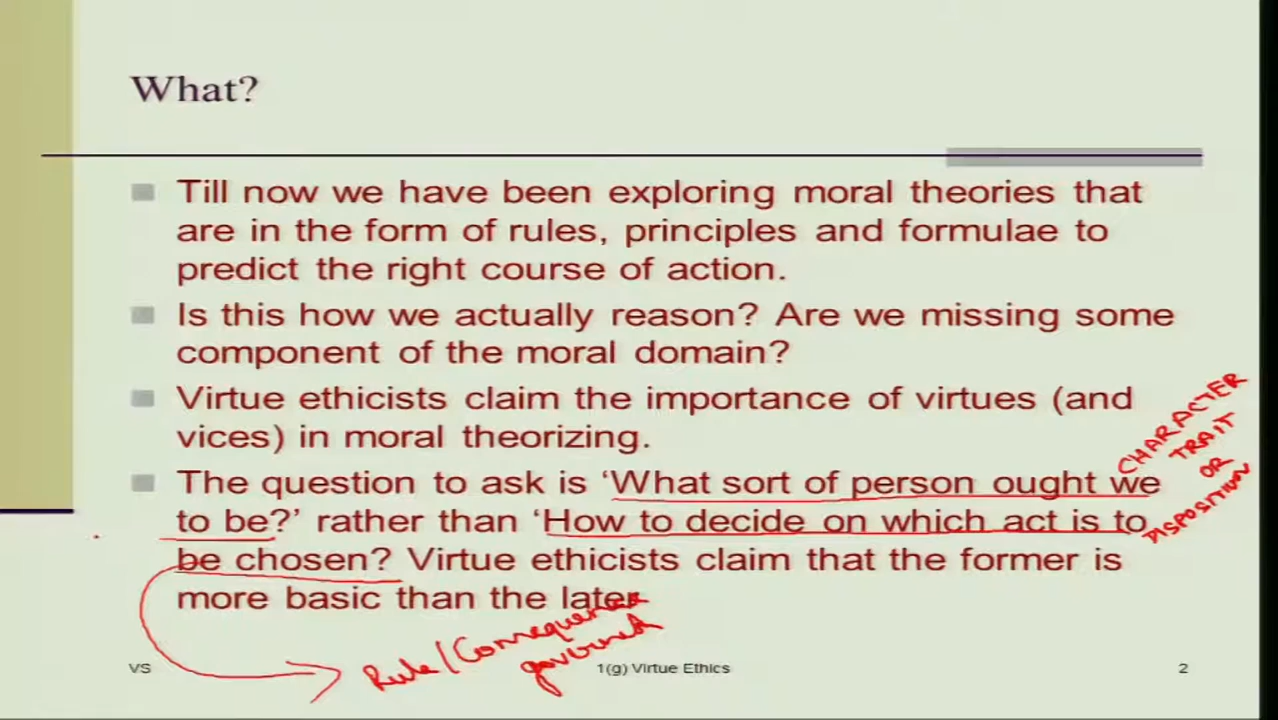 What?
Till now we have been exploring moral theories that
are in the form of rules, principles and formulae to
predict the right course of action.
Is this how we actually reason? Are we missing some
component of the moral domain?
Virtue ethicists claim the importance of virtues (and
vices) in moral theorizing.
The question to ask is ‘What sort of person ought we
to be?’ rather than ‘How to decide on which act is to
be chosen? Virtue ethicists claim that the former is
more basic than the later
CHARACTER
TRAIT
OR
DISPOSITION
Rule/Consequence
governed
VS
1(g) Virtue Ethics
2